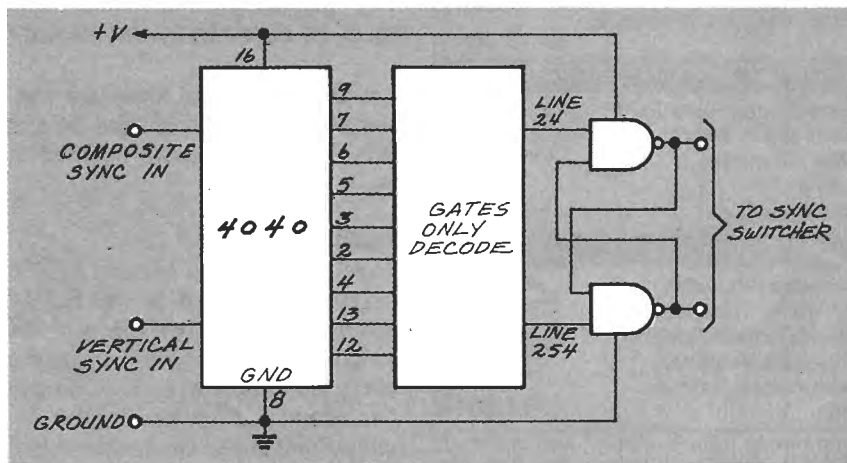 +V
16
COMPOSITE
SYNC IN
4040
9
7
6
5
3
2
4
13
12
GATES
ONLY
DECODE
LINE
24
LINE
254
TO SYNC
SWITCHER
VERTICAL
SYNC IN
GND
8
GROUND